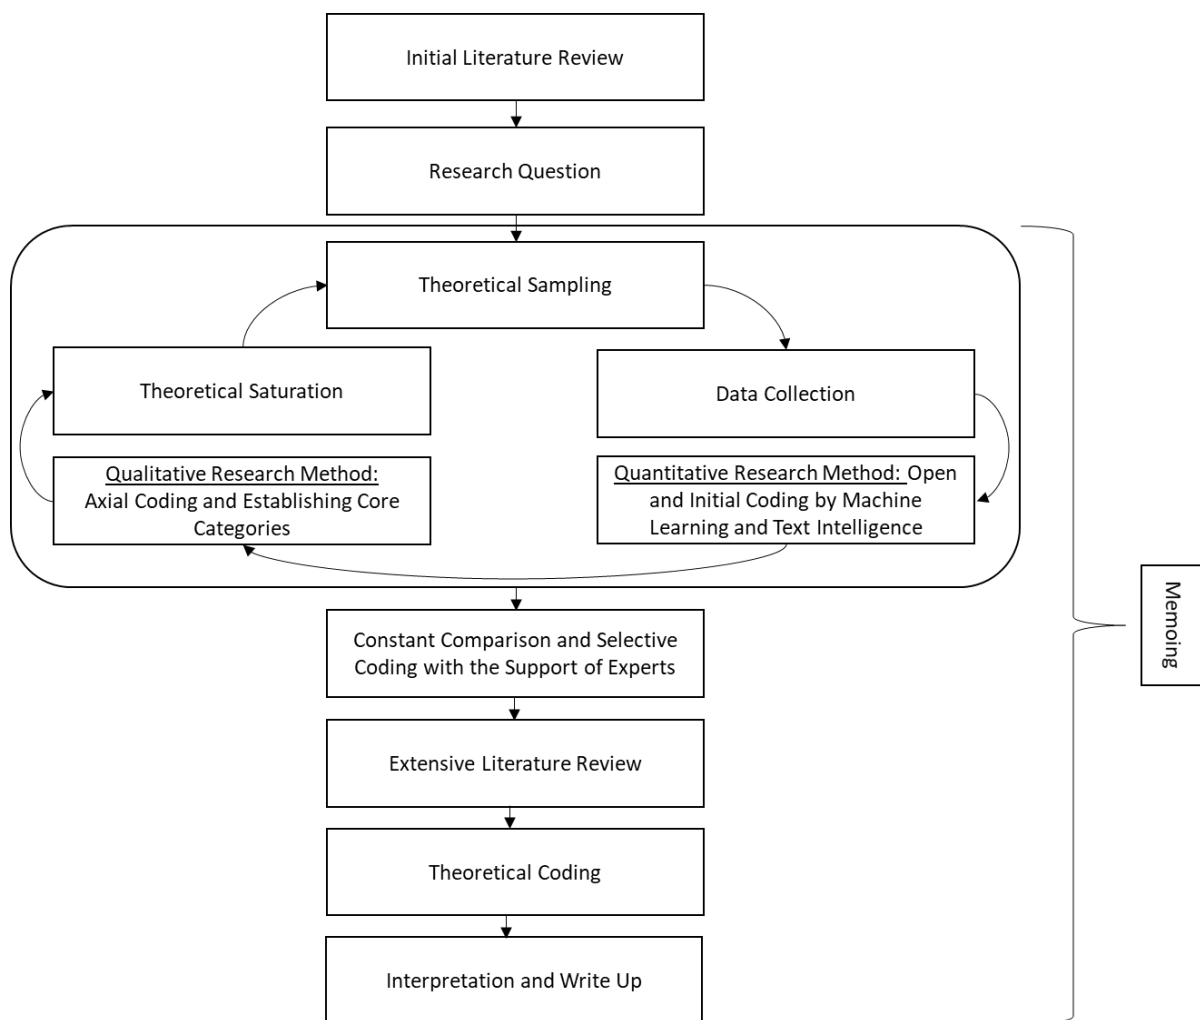 Initial Literature Review
Research Question
Theoretical Sampling
Theoretical Saturation
Data Collection
Qualitative Research Method:
Axial Coding and Establishing Core
Categories
Quantitative Research Method: Open
and Initial Coding by Machine
Learning and Text Intelligence
Constant Comparison and Selective
Coding with the Support of Experts
Memoing
Extensive Literature Review
Theoretical Coding
Interpretation and Write Up